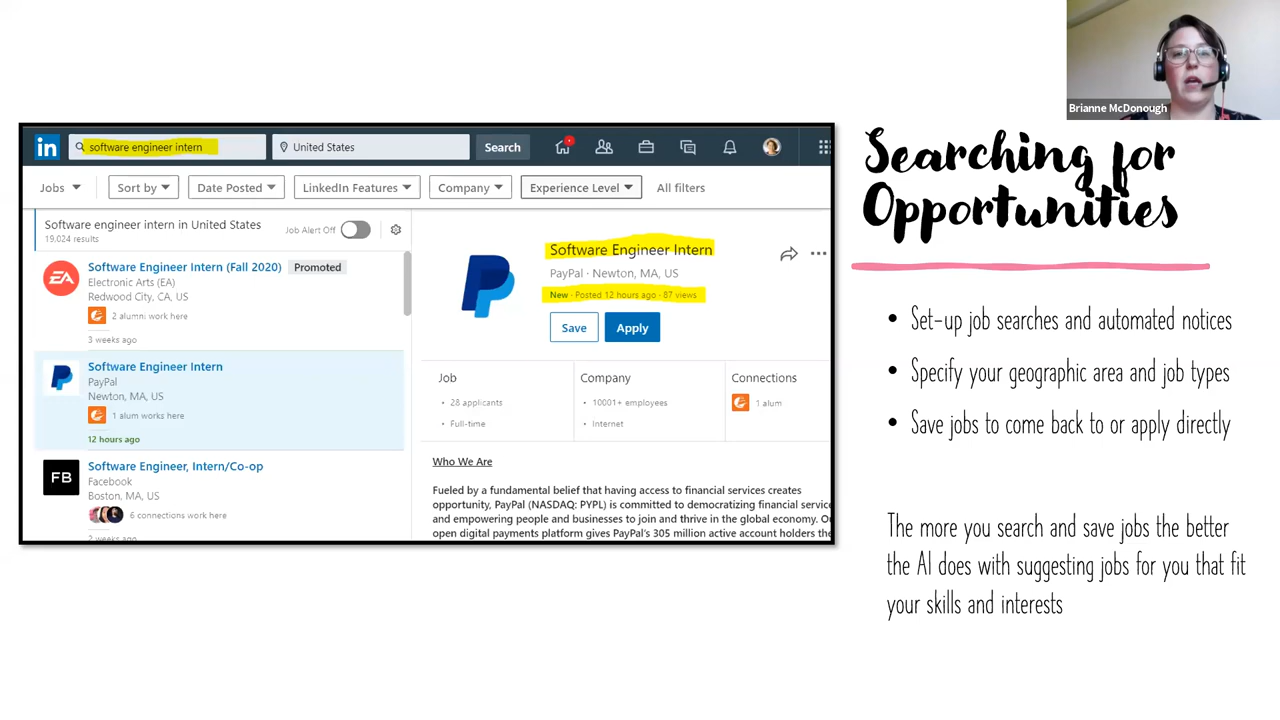 Brianne McDonough
Searching for
Opportunities
in
software engineer intern
United States
Search
Jobs
Sort by
Date Posted
LinkedIn Features
Company
Experience Level
All filters
Software engineer intern in United States
19,024 results
Job Alert Off
EA
Software Engineer Intern (Fall 2020)
Promoted
Electronic Arts (EA)
Redwood City, CA, US
2 alumni work here
3 weeks ago
Software Engineer Intern
PayPal
Newton, MA, US
1 alum works here
12 hours ago
FB
Software Engineer, Intern/Co-op
Facebook
Boston, MA, US
6 connections work here
2 weeks ago
Software Engineer Intern
PayPal · Newton, MA, US
New · Posted 12 hours ago · 87 views
Save
Apply
Job
• 28 applicants
• Full-time
Company
• 10001+ employees
• Internet
Connections
1 alum
Who We Are
Fueled by a fundamental belief that having access to financial services creates
opportunity, PayPal (NASDAQ: PYPL) is committed to democratizing financial service
and empowering people and businesses to join and thrive in the global economy. Ou
open digital payments platform gives PayPal's 305 million active account holders the
• Set-up job searches and automated notices
• Specify your geographic area and job types
• Save jobs to come back to or apply directly
The more you search and save jobs the better
the AI does with suggesting jobs for you that fit
your skills and interests